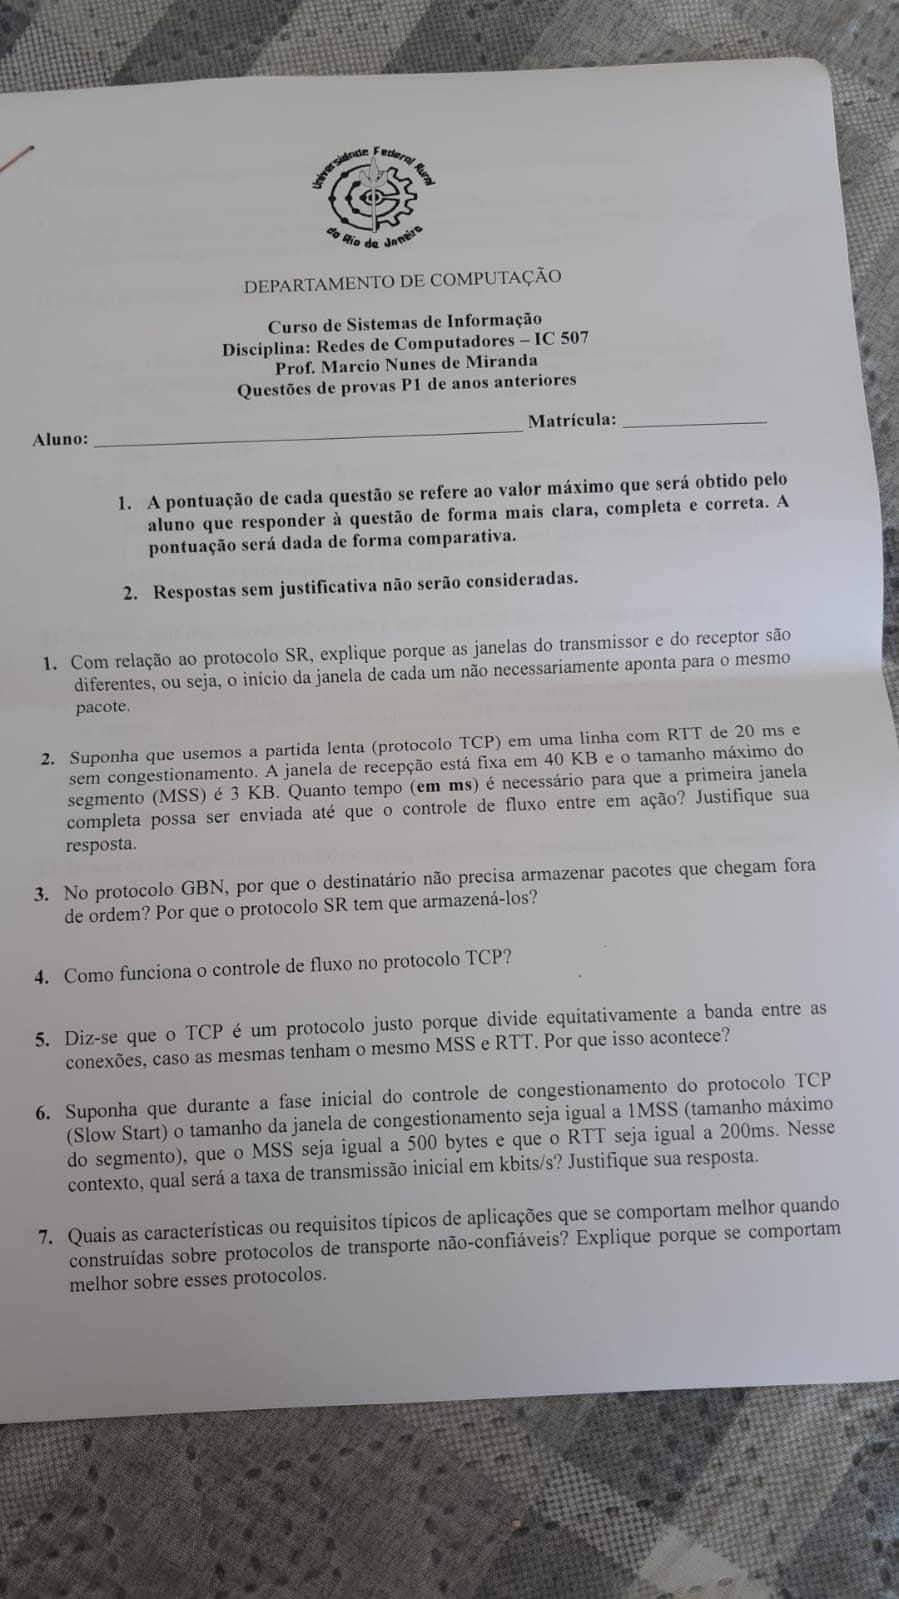 Universidade Federal Rural
do Rio de Janeiro
DEPARTAMENTO DE COMPUTAÇÃO
Curso de Sistemas de Informação
Disciplina: Redes de Computadores – IC 507
Prof. Marcio Nunes de Miranda
Questões de provas P1 de anos anteriores
Aluno: ____________________ Matrícula: __________
1. A pontuação de cada questão se refere ao valor máximo que será obtido pelo
aluno que responder à questão de forma mais clara, completa e correta. A
pontuação será dada de forma comparativa.
2. Respostas sem justificativa não serão consideradas.
1. Com relação ao protocolo SR, explique porque as janelas do transmissor e do receptor são
diferentes, ou seja, o início da janela de cada um não necessariamente aponta para o mesmo
pacote.
2. Suponha que usemos a partida lenta (protocolo TCP) em uma linha com RTT de 20 ms e
sem congestionamento. A janela de recepção está fixa em 40 KB e o tamanho máximo do
segmento (MSS) é 3 KB. Quanto tempo (em ms) é necessário para que a primeira janela
completa possa ser enviada até que o controle de fluxo entre em ação? Justifique sua
resposta.
3. No protocolo GBN, por que o destinatário não precisa armazenar pacotes que chegam fora
de ordem? Por que o protocolo SR tem que armazená-los?
4. Como funciona o controle de fluxo no protocolo TCP?
5. Diz-se que o TCP é um protocolo justo porque divide equitativamente a banda entre as
conexões, caso as mesmas tenham o mesmo MSS e RTT. Por que isso acontece?
6. Suponha que durante a fase inicial do controle de congestionamento do protocolo TCP
(Slow Start) o tamanho da janela de congestionamento seja igual a 1MSS (tamanho máximo
do segmento), que o MSS seja igual a 500 bytes e que o RTT seja igual a 200ms. Nesse
contexto, qual será a taxa de transmissão inicial em kbits/s? Justifique sua resposta.
7. Quais as características ou requisitos típicos de aplicações que se comportam melhor quando
construídas sobre protocolos de transporte não-confiáveis? Explique porque se comportam
melhor sobre esses protocolos.